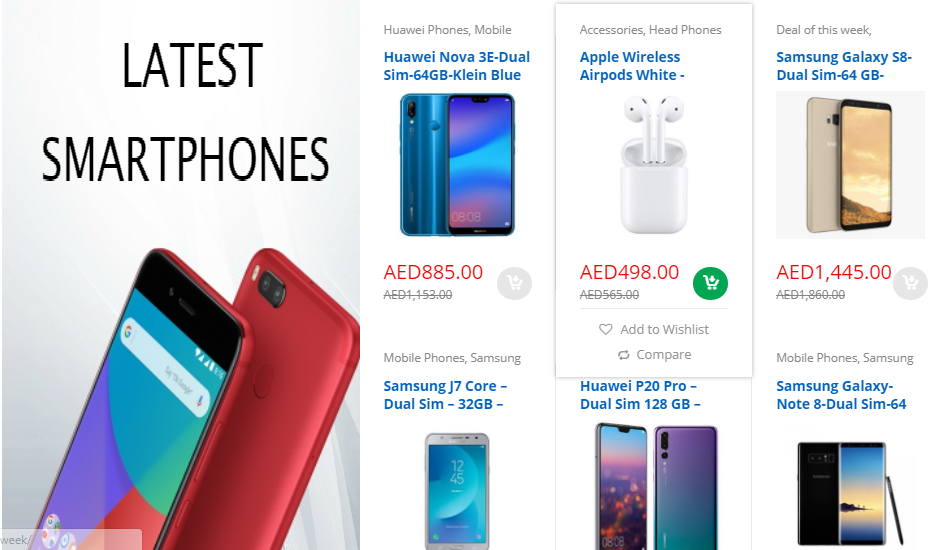 LATEST
SMARTPHONES
week/
Huawei Phones, Mobile
Huawei Nova 3E-Dual
Sim-64GB-Klein Blue
08:08
AED885.00
AED1,153.00
Accessories, Head Phones
Apple Wireless
Airpods White -
AED498.00
AED565.00
Add to Wishlist
Compare
Deal of this week,
Samsung Galaxy S8-
Dual Sim-64 GB-
AED1,445.00
AED1,860.00
Mobile Phones, Samsung
Samsung J7 Core –
Dual Sim – 32GB –
12
45
Huawei P20 Pro –
Dual Sim 128 GB –
Mobile Phones, Samsung
Samsung Galaxy-
Note 8-Dual Sim-64